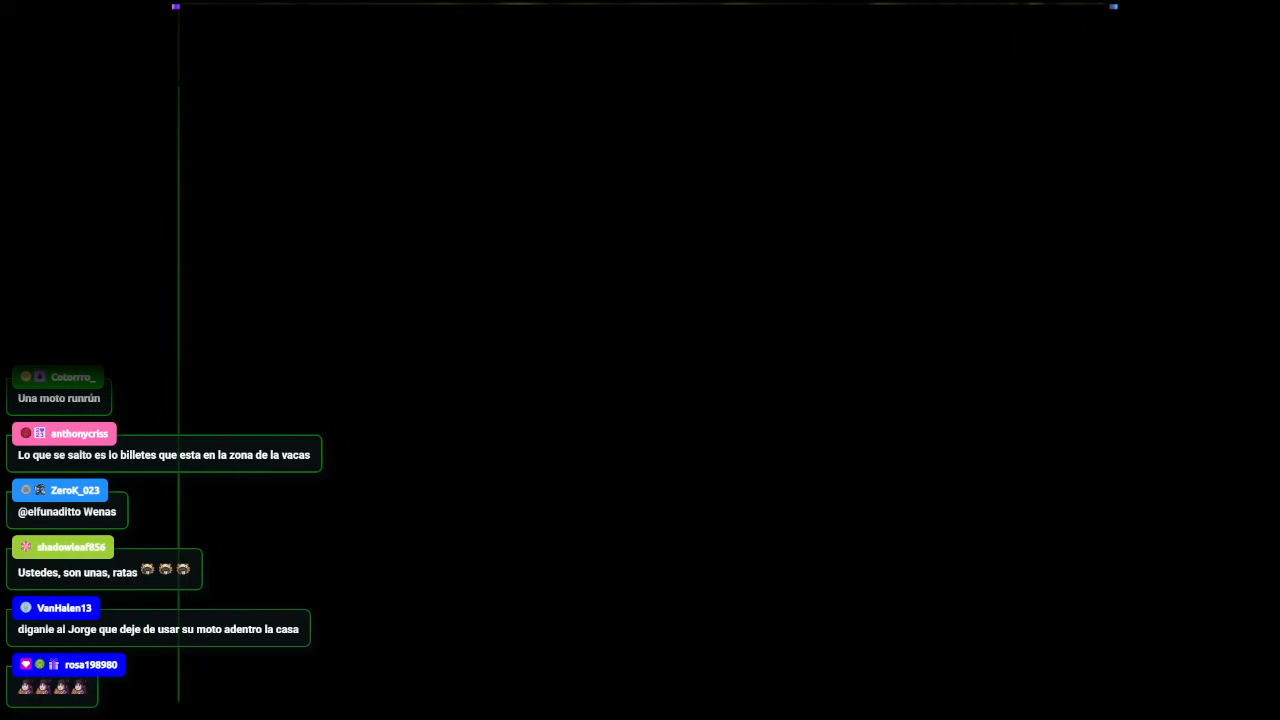 Cotorrro_
Una moto runrún
anthonycriss
Lo que se salto es lo billetes que esta en la zona de la vacas
ZeroK_023
@elfunaditto Wenas
shadowleaf856
Ustedes, son unas, ratas
VanHalen13
diganle al Jorge que deje de usar su moto adentro la casa
rosa198980